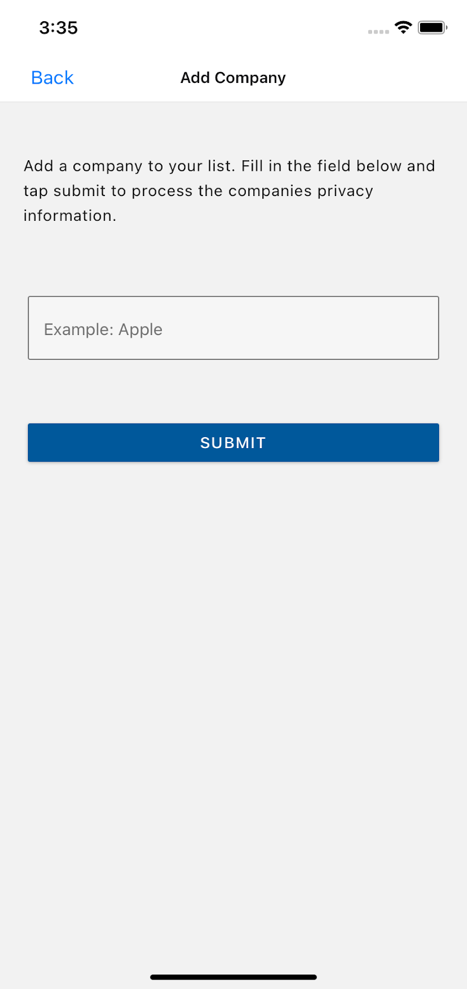 3:35
Back
Add Company
Add a company to your list. Fill in the field below and
tap submit to process the companies privacy
information.
Example: Apple
SUBMIT